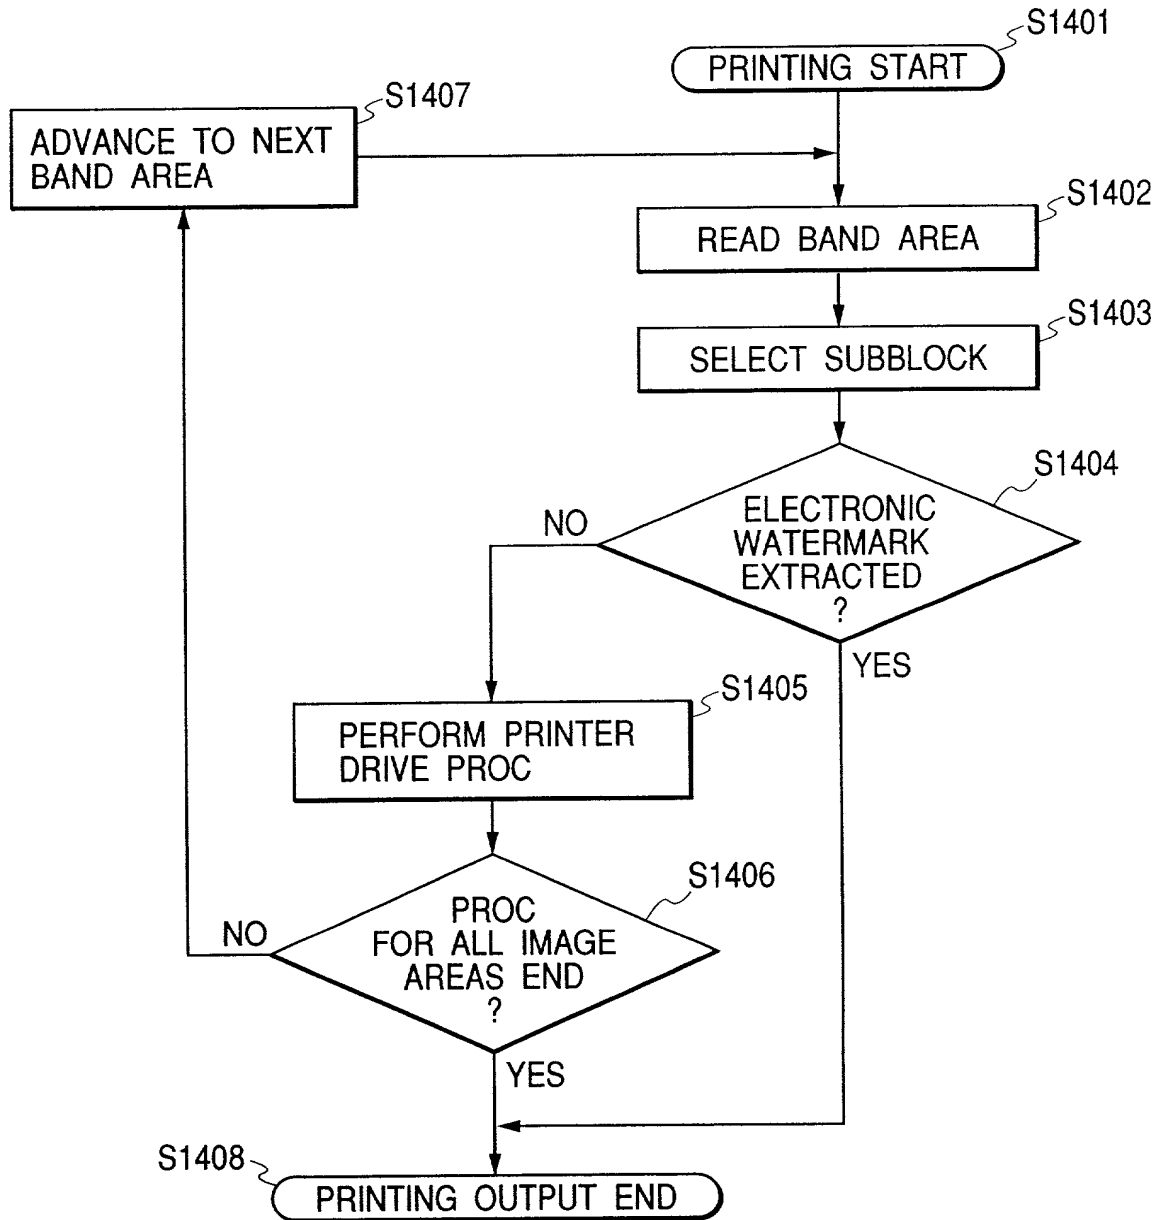 S1401
PRINTING START
S1407
ADVANCE TO NEXT
BAND AREA
S1402
READ BAND AREA
S1403
SELECT SUBBLOCK
S1404
ELECTRONIC
WATERMARK
EXTRACTED
?
NO
YES
S1405
PERFORM PRINTER
DRIVE PROC
S1406
PROC
FOR ALL IMAGE
AREAS END
?
NO
YES
S1408
PRINTING OUTPUT END